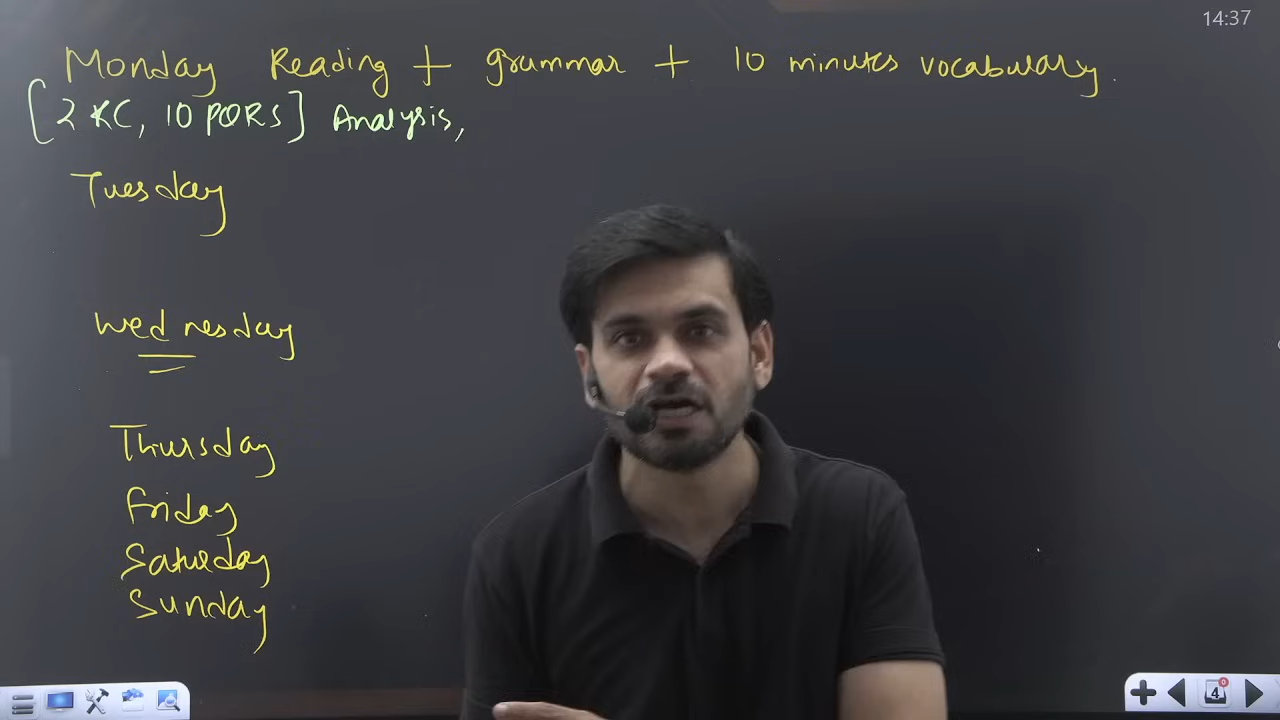 14:37
Monday Reading + grammar + 10 minutes vocabulary.
[2 RC, 10 PQRS] Analysis,
Tuesday
Wednesday
Thursday
Friday
Saturday
Sunday
4
0